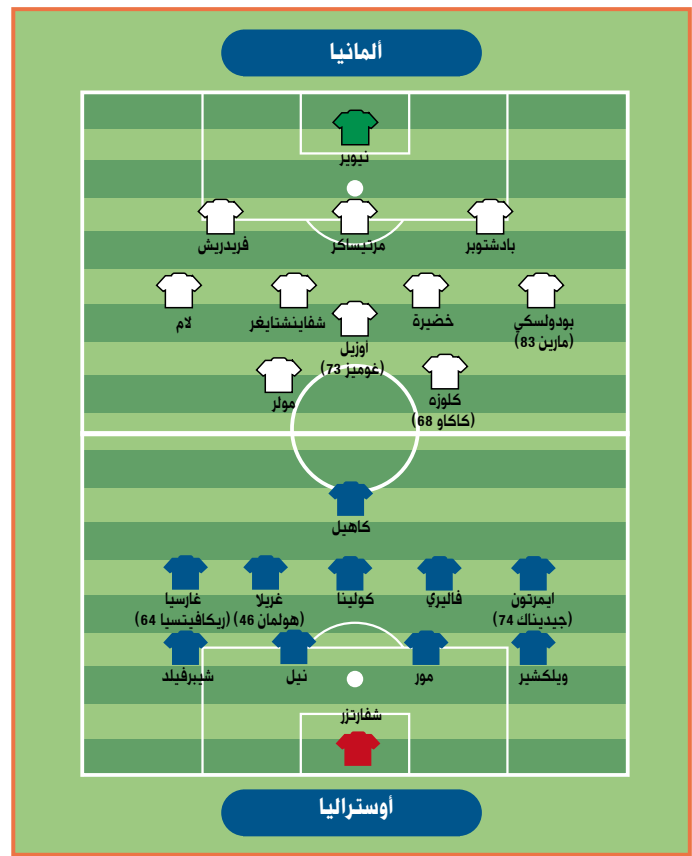 ألمانيا
نيوير
بادشتوبر مرتيساكر فريدريش
بودولسكي خضيرة شفاينشتايغر لام
(مارين 83)
أوزيل
(غوميز 73)
كلوزه مولر
(كاكاو 68)
كاهيل
ايمرتون فاليري كولينا غريلا غارسيا
(جيديناك 74) (هولمان 46) (ريكافيتسيا 64)
ويلكشير مور نيل شيبرفيلد
شفارتزر
أوستراليا